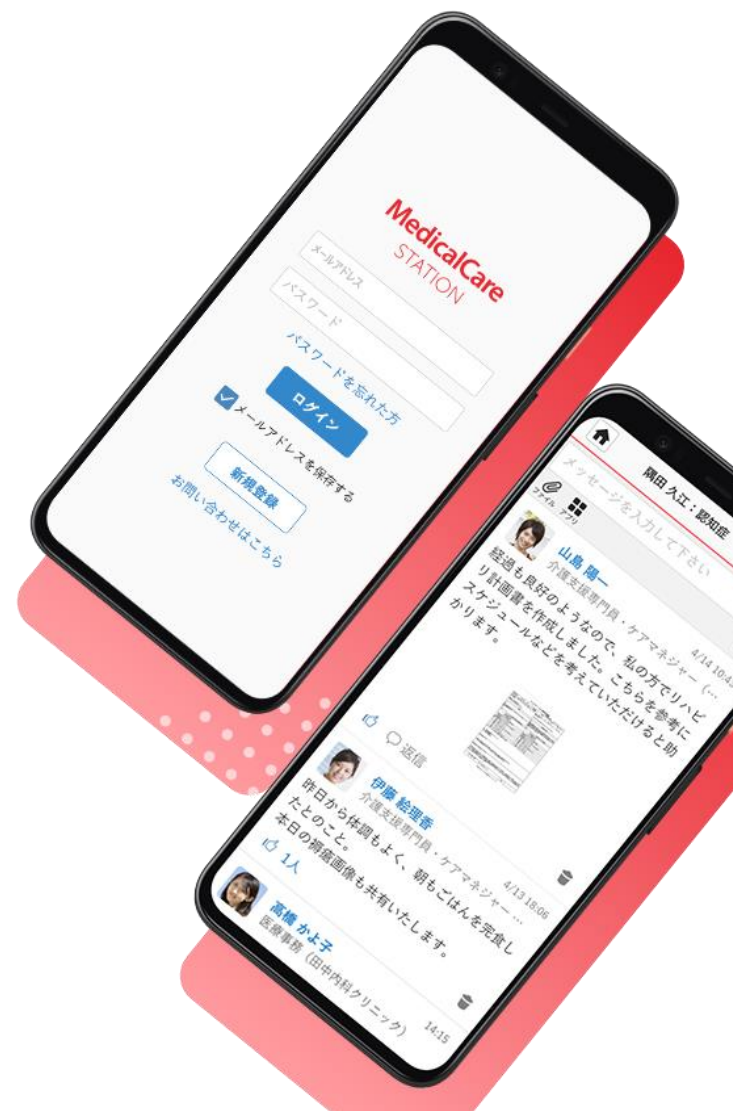 MedicalCare
STATION
メールアドレス
パスワード
パスワードを忘れた方
ログイン
メールアドレスを保存する
新規登録
お問い合わせはこちら
隅田 久江：認知症
メッセージを入力して下さい
ファイル アプリ
山島 陽一
介護支援専門員・ケアマネジャー（…
4/14 10:45
経過も良好のようなので、私の方でリハビ
リ計画書を作成しました。こちらを参考に
スケジュールなどを考えていただけると助
かります。
返信
伊藤 絵理香
介護支援専門員・ケアマネジャー …
4/13 18:06
昨日から体調もよく、朝もごはんを完食し
たとのこと。
本日の褥瘡画像も共有いたします。
1人
高橋 かよ子
医療事務（田中内科クリニック）
14:15